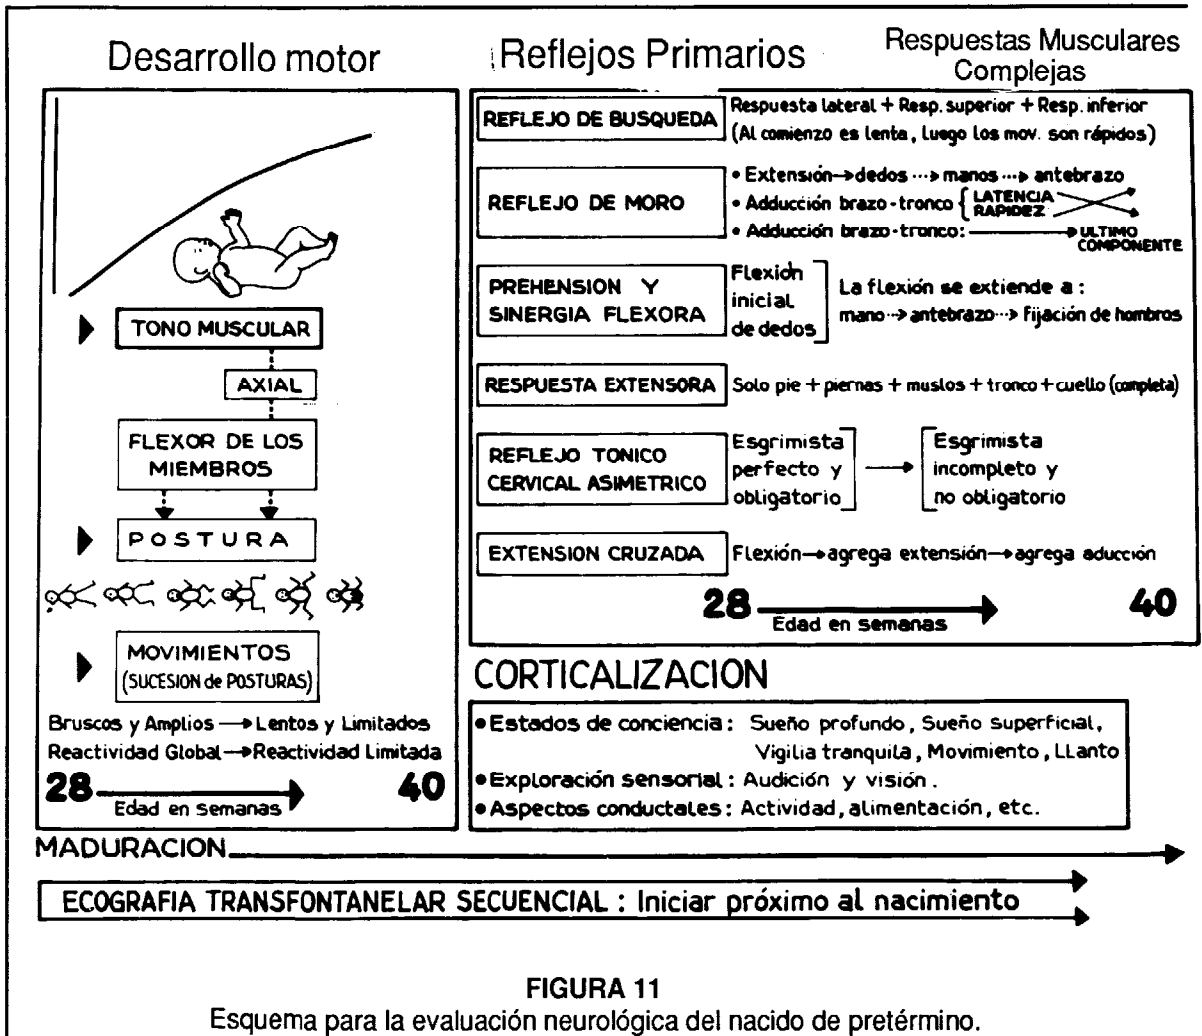 Desarrollo motor
TONO MUSCULAR
AXIAL
FLEXOR DE LOS
MIEMBROS
POSTURA
MOVIMIENTOS
(SUCESION de POSTURAS)
Bruscos y Amplios → Lentos y Limitados
Reactividad Global → Reactividad Limitada
28 40
Edad en semanas
Reflejos Primarios
Respuestas Musculares
Complejas
REFLEJO DE BUSQUEDA
Respuesta lateral + Resp. superior + Resp. inferior
(Al comienzo es lenta, luego los mov. son rápidos)
REFLEJO DE MORO
• Extensión → dedos ⇢ manos ⇢ antebrazo
• Adducción brazo-tronco { LATENCIA
RAPIDEZ
• Adducción brazo-tronco: → ULTIMO
COMPONENTE
PREHENSION Y
SINERGIA FLEXORA
Flexión
inicial
de dedos
La flexión se extiende a:
mano ⇢ antebrazo ⇢ fijación de hombros
RESPUESTA EXTENSORA
Solo pie + piernas + muslos + tronco + cuello (completa)
REFLEJO TONICO
CERVICAL ASIMETRICO
Esgrimista
perfecto y
obligatorio
Esgrimista
incompleto y
no obligatorio
EXTENSION CRUZADA
Flexión → agrega extensión → agrega aducción
28 40
Edad en semanas
CORTICALIZACION
• Estados de conciencia: Sueño profundo, Sueño superficial,
Vigilia tranquila, Movimiento, LLanto
• Exploración sensorial: Audición y visión.
• Aspectos conductales: Actividad, alimentación, etc.
MADURACION
ECOGRAFIA TRANSFONTANELAR SECUENCIAL : Iniciar próximo al nacimiento
FIGURA 11
Esquema para la evaluación neurológica del nacido de pretérmino.